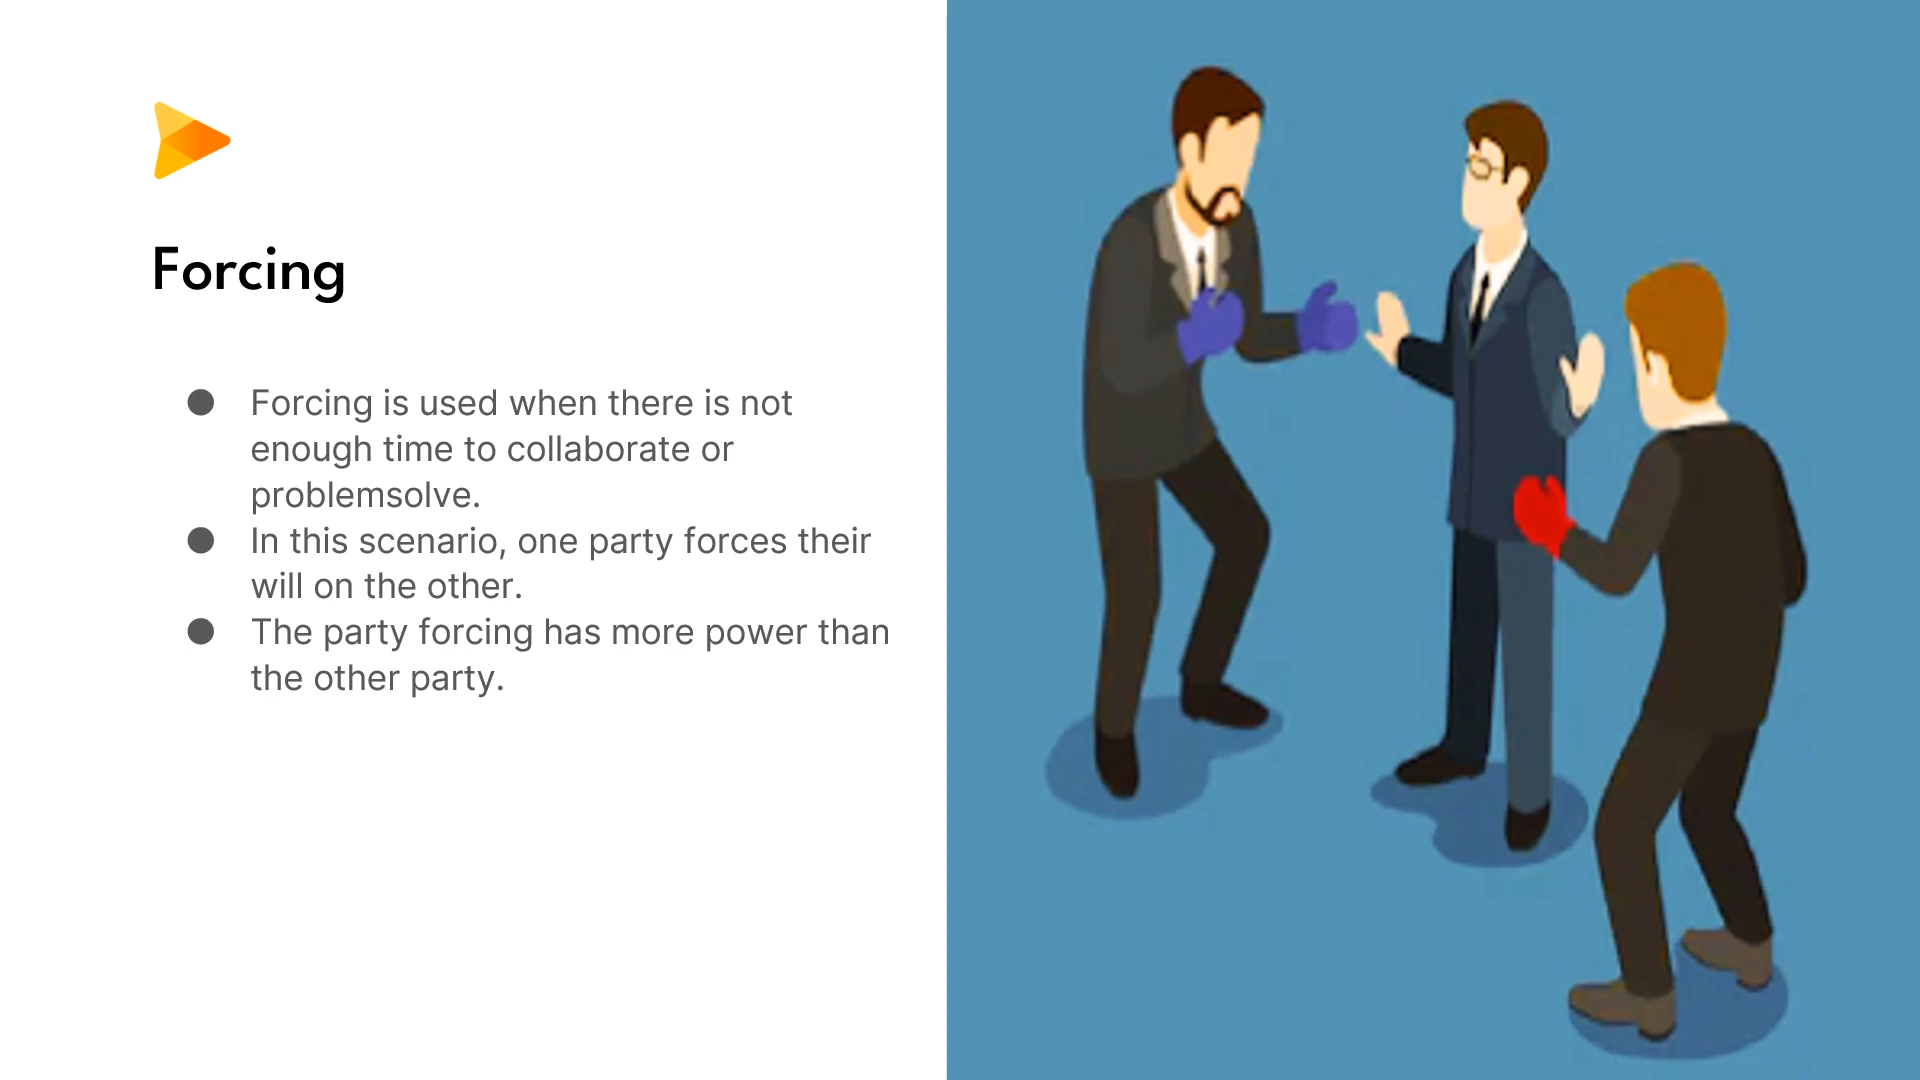 Forcing
● Forcing is used when there is not
enough time to collaborate or
problemsolve.
● In this scenario, one party forces their
will on the other.
● The party forcing has more power than
the other party.